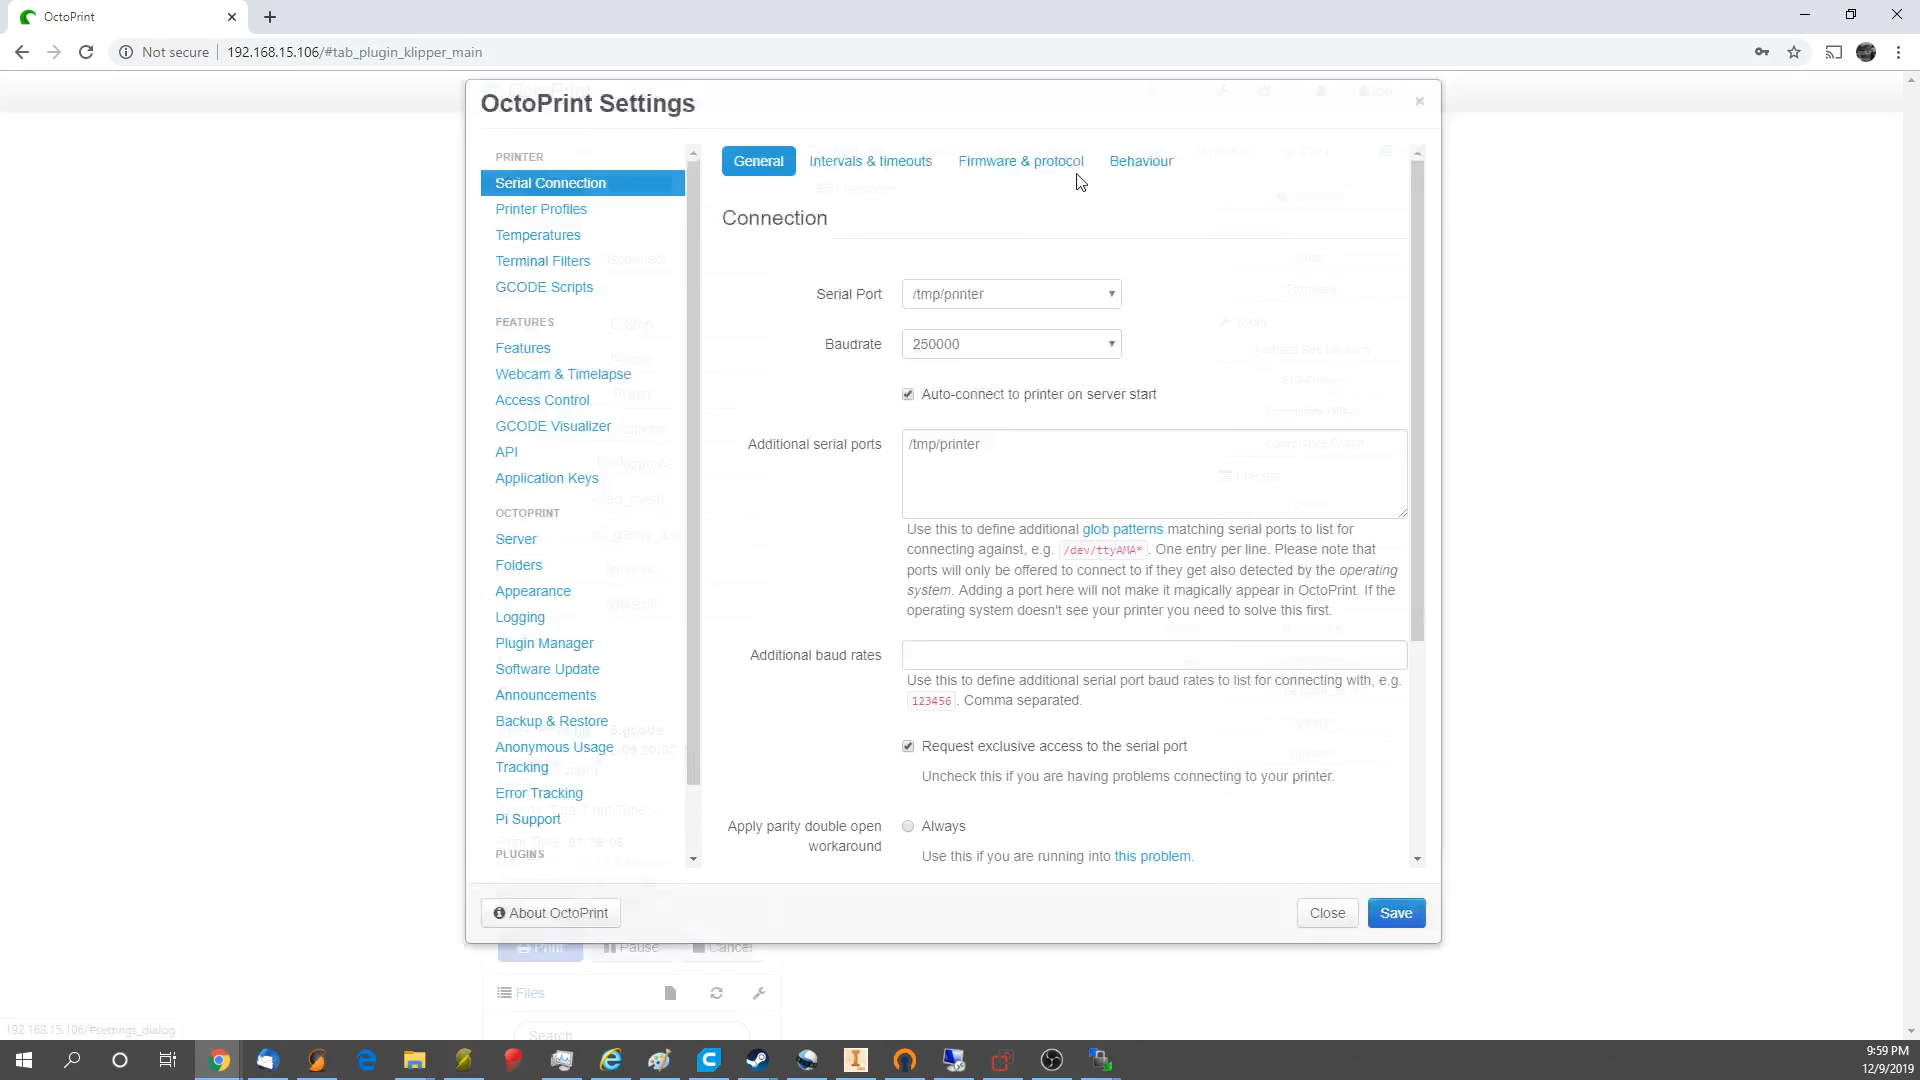 OctoPrint
Not secure
192.168.15.106/#tab_plugin_klipper_main
OctoPrint Settings
PRINTER
Serial Connection
Printer Profiles
Temperatures
Terminal Filters
GCODE Scripts
FEATURES
Features
Webcam & Timelapse
Access Control
GCODE Visualizer
API
Application Keys
OCTOPRINT
Server
Folders
Appearance
Logging
Plugin Manager
Software Update
Announcements
Backup & Restore
Anonymous Usage
Tracking
Error Tracking
Pi Support
PLUGINS
General
Intervals & timeouts
Firmware & protocol
Behaviour
Connection
Serial Port
/tmp/printer
Baudrate
250000
Auto-connect to printer on server start
Additional serial ports
/tmp/printer
Use this to define additional glob patterns matching serial ports to list for
connecting against, e.g. /dev/ttyAMA* . One entry per line. Please note that
ports will only be offered to connect to if they get also detected by the operating
system. Adding a port here will not make it magically appear in OctoPrint. If the
operating system doesn't see your printer you need to solve this first.
Additional baud rates
Use this to define additional serial port baud rates to list for connecting with, e.g.
123456 . Comma separated.
Request exclusive access to the serial port
Uncheck this if you are having problems connecting to your printer.
Apply parity double open
workaround
Always
Use this if you are running into this problem.
About OctoPrint
Close
Save
Print
Pause
Cancel
Files
Search
192.168.15.106/#settings_dialog
9:59 PM
12/9/2019